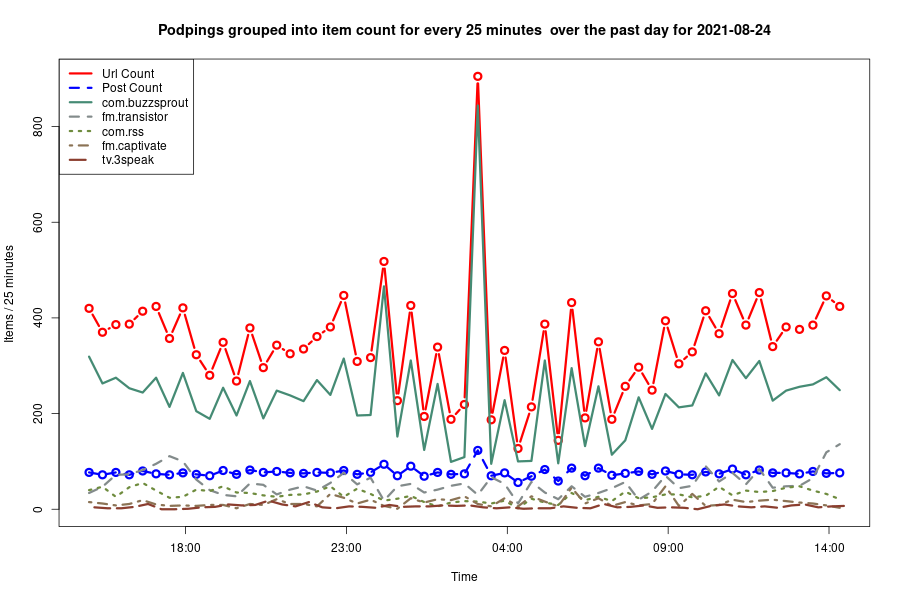 Podpings grouped into item count for every 25 minutes  over the past day for 2021-08-24
Url Count
Post Count
com.buzzsprout
fm.transistor
com.rss
fm.captivate
tv.3speak
Items / 25 minutes
800
600
400
200
0
18:00 23:00 04:00 09:00 14:00
Time